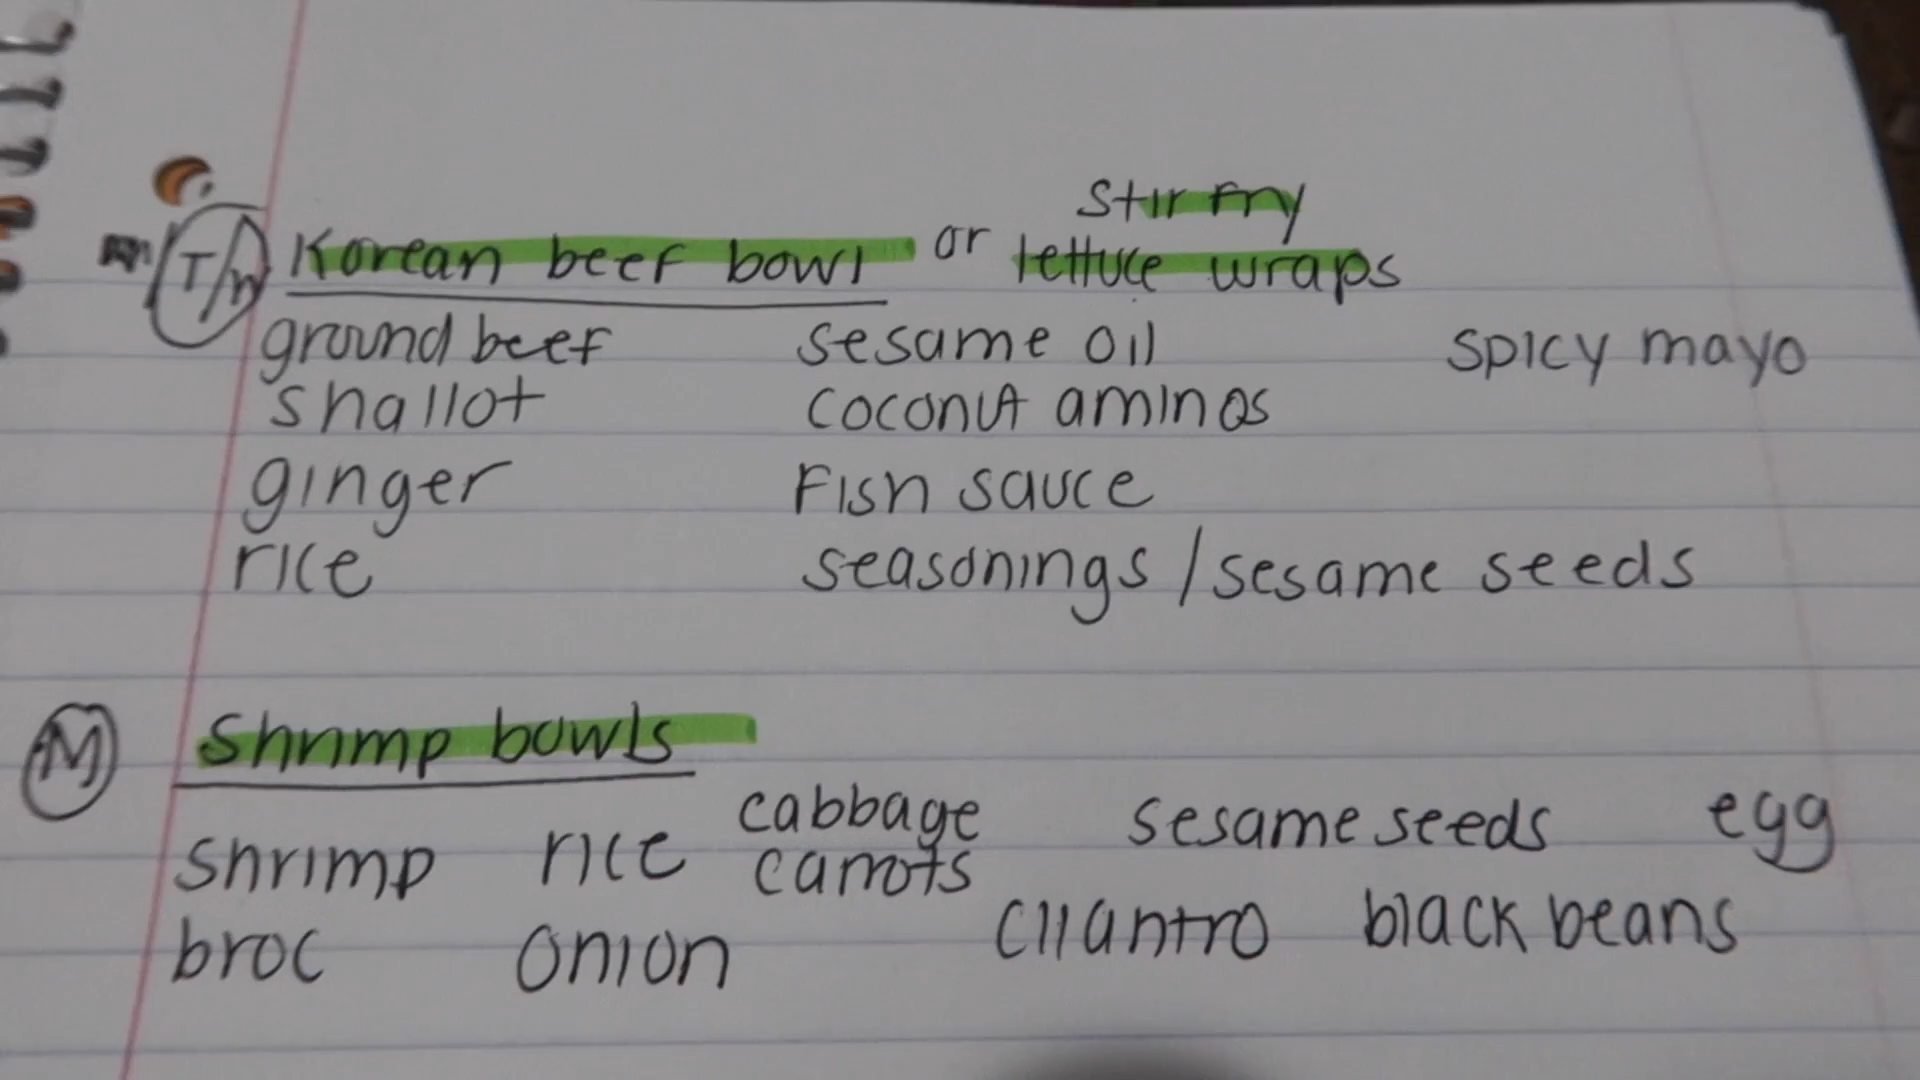 stir fry
T/h Korean beef bowl or lettuce wraps
ground beef sesame oil spicy mayo
shallot coconut aminos
ginger Fish sauce
rice seasonings / sesame seeds
M Shrimp bowls
shrimp rice cabbage sesame seeds egg
carrots
broc onion cilantro black beans